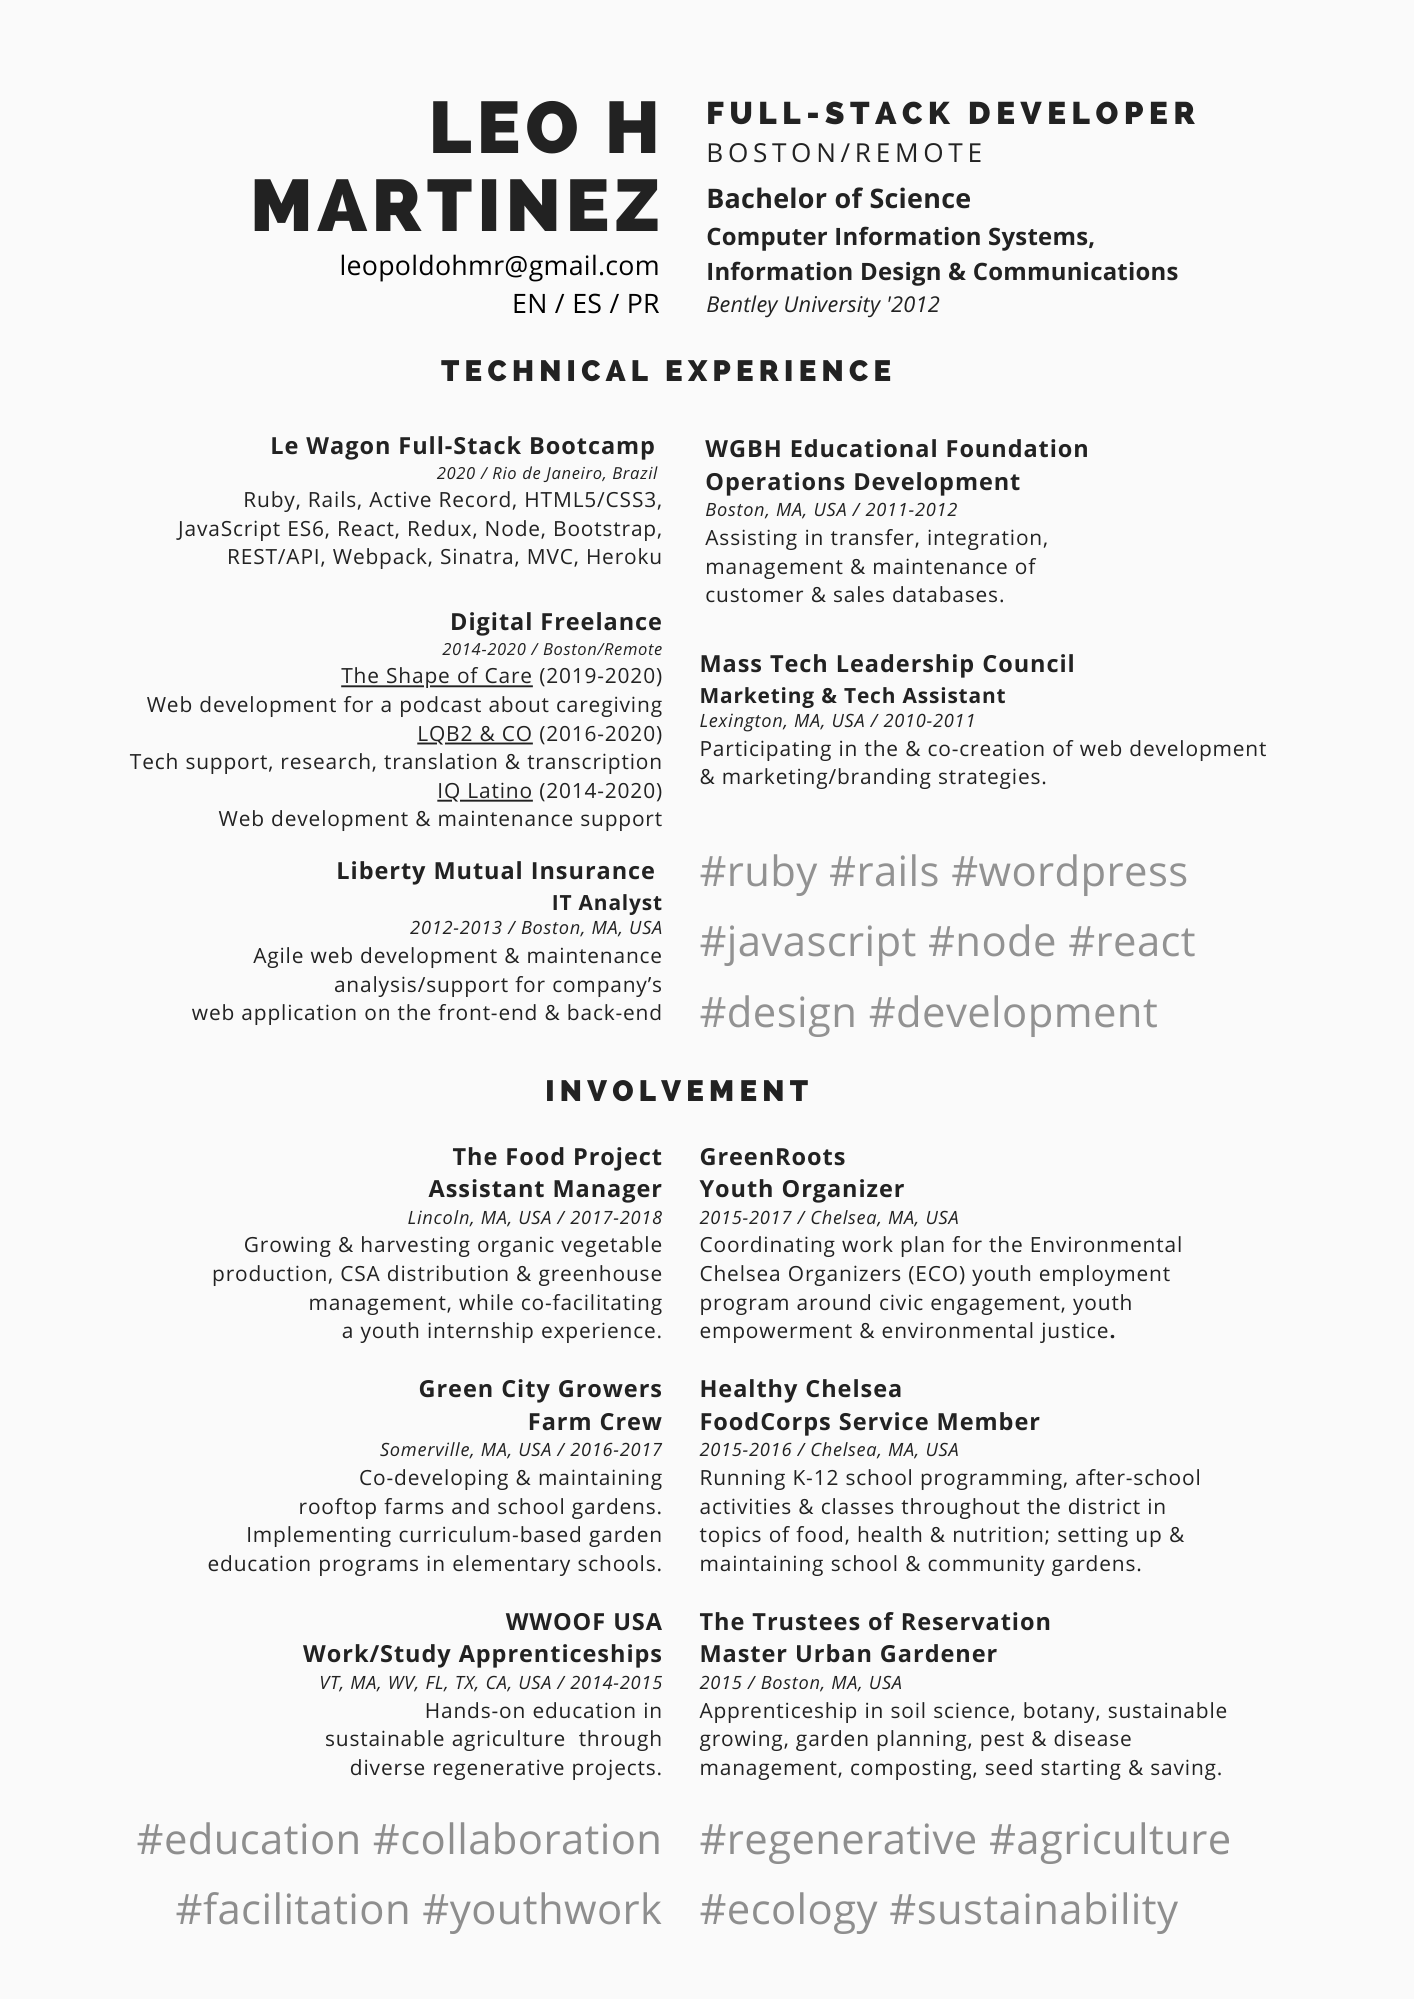 LEO H
MARTINEZ
leopoldohmr@gmail.com
EN / ES / PR
FULL-STACK DEVELOPER
BOSTON/REMOTE
Bachelor of Science
Computer Information Systems,
Information Design & Communications
Bentley University '2012
TECHNICAL EXPERIENCE
Le Wagon Full-Stack Bootcamp
2020 / Rio de Janeiro, Brazil
Ruby, Rails, Active Record, HTML5/CSS3,
JavaScript ES6, React, Redux, Node, Bootstrap,
REST/API, Webpack, Sinatra, MVC, Heroku
Digital Freelance
2014-2020 / Boston/Remote
The Shape of Care (2019-2020)
Web development for a podcast about caregiving
LQB2 & CO (2016-2020)
Tech support, research, translation & transcription
IQ Latino (2014-2020)
Web development & maintenance support
Liberty Mutual Insurance
IT Analyst
2012-2013 / Boston, MA, USA
Agile web development & maintenance
analysis/support for company’s
web application on the front-end & back-end
WGBH Educational Foundation
Operations Development
Boston, MA, USA / 2011-2012
Assisting in transfer, integration,
management & maintenance of
customer & sales databases.
Mass Tech Leadership Council
Marketing & Tech Assistant
Lexington, MA, USA / 2010-2011
Participating in the & co-creation of web development
& marketing/branding strategies.
#ruby #rails #wordpress
#javascript #node #react
#design #development
INVOLVEMENT
The Food Project
Assistant Manager
Lincoln, MA, USA / 2017-2018
Growing & harvesting organic vegetable
production, CSA distribution & greenhouse
management, while co-facilitating
a youth internship experience.
Green City Growers
Farm Crew
Somerville, MA, USA / 2016-2017
Co-developing & maintaining
rooftop farms and school gardens.
Implementing curriculum-based garden
education programs in elementary schools.
WWOOF USA
Work/Study Apprenticeships
VT, MA, WV, FL, TX, CA, USA / 2014-2015
Hands-on education in
sustainable agriculture  through
diverse regenerative projects.
#education #collaboration
#facilitation #youthwork
GreenRoots
Youth Organizer
2015-2017 / Chelsea, MA, USA
Coordinating work plan for the Environmental
Chelsea Organizers (ECO) youth employment
program around civic engagement, youth
empowerment & environmental justice.
Healthy Chelsea
FoodCorps Service Member
2015-2016 / Chelsea, MA, USA
Running K-12 school programming, after-school
activities & classes throughout the district in
topics of food, health & nutrition; setting up &
maintaining school & community gardens.
The Trustees of Reservation
Master Urban Gardener
2015 / Boston, MA, USA
Apprenticeship in soil science, botany, sustainable
growing, garden planning, pest & disease
management, composting, seed starting & saving.
#regenerative #agriculture
#ecology #sustainability